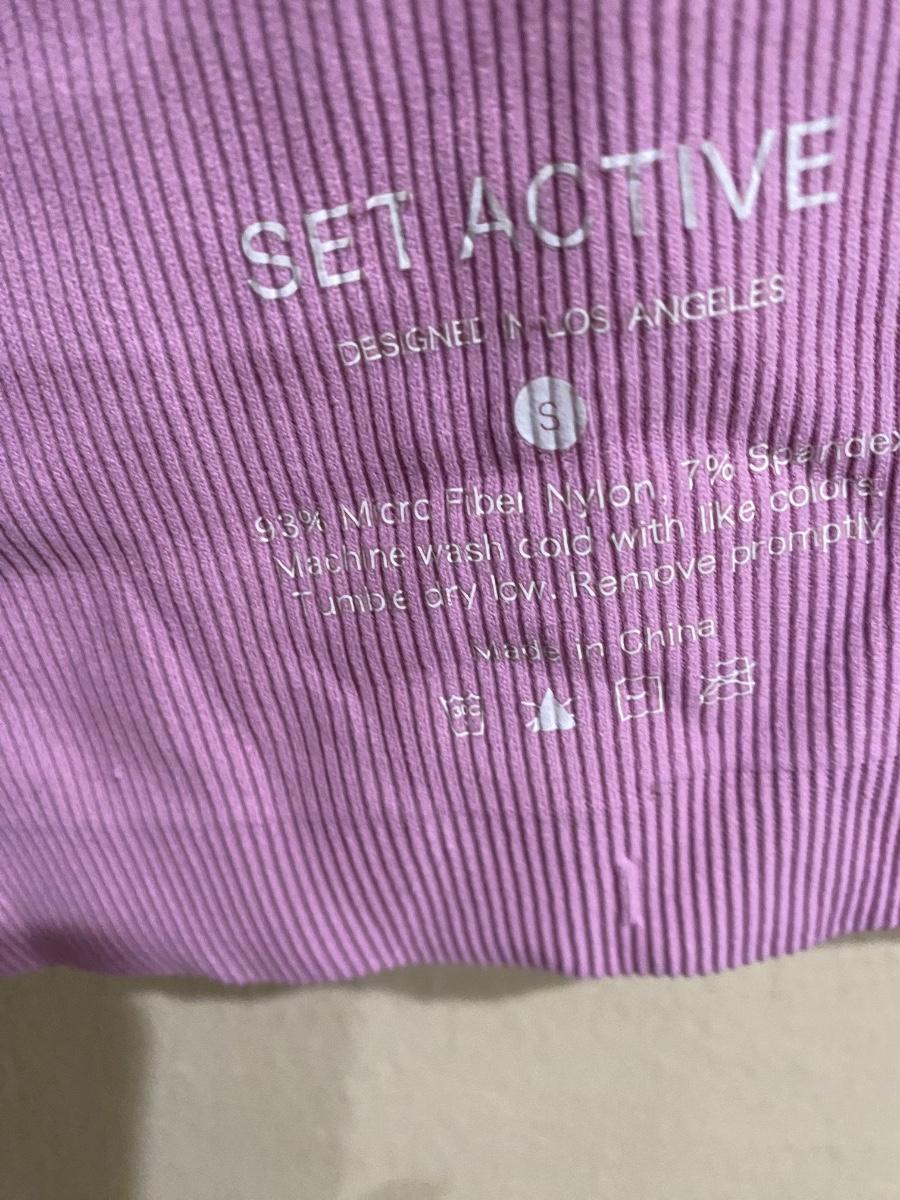 SET ACTIVE
DESIGNED IN LOS ANGELES
S
93% Micro Fiber Nylon, 7% Spandex
Machine wash cold with like colors.
Tumble dry low. Remove promptly
Made in China
30C